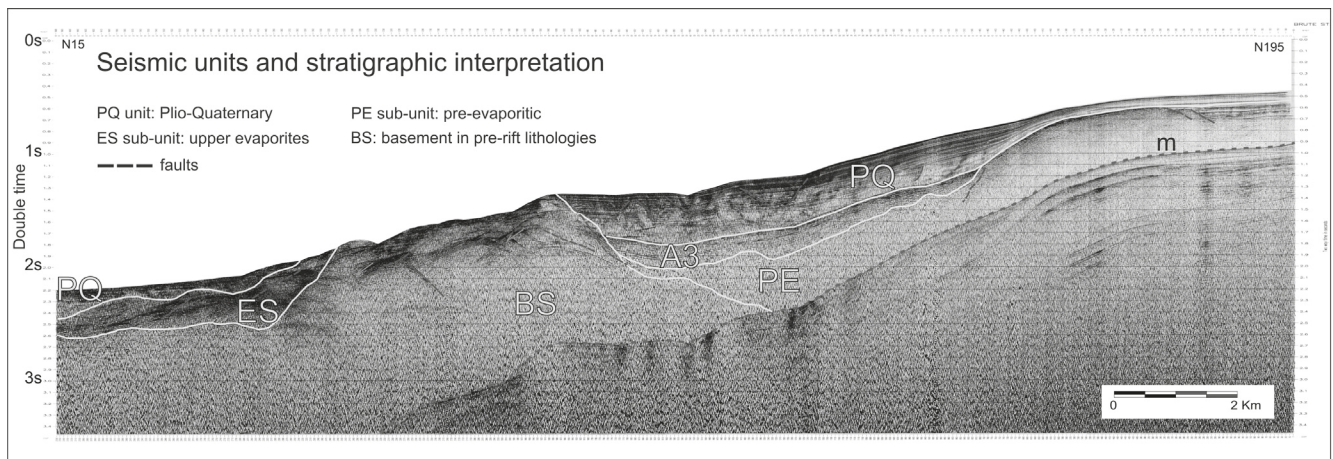 BRUTE ST
0s
N15
N195
Seismic units and stratigraphic interpretation
PQ unit: Plio-Quaternary
PE sub-unit: pre-evaporitic
ES sub-unit: upper evaporites
BS: basement in pre-rift lithologies
faults
1s
m
PQ
Double time
A3
2s
PE
PQ
ES
BS
3s
0
2 Km